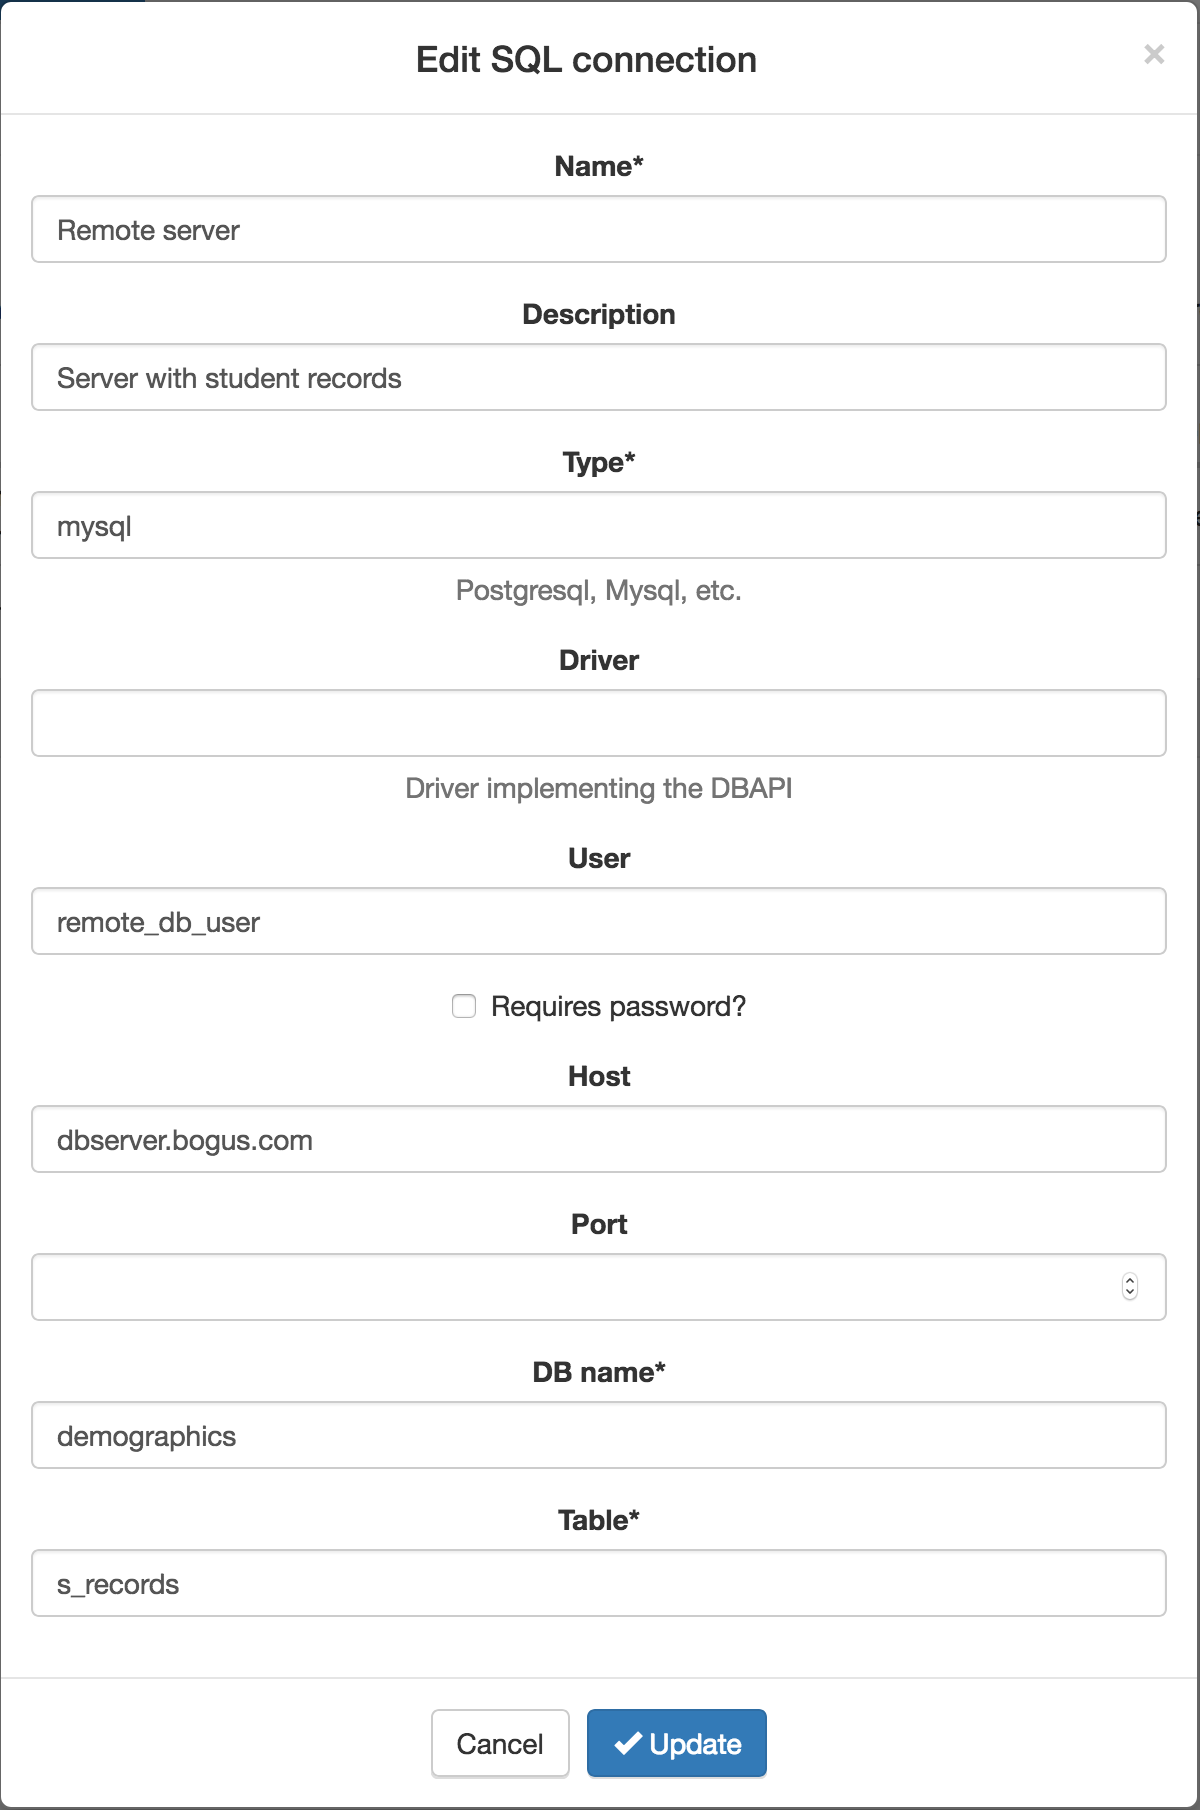 Edit SQL connection ×
Name*
Remote server
Description
Server with student records
Type*
mysql
Postgresql, Mysql, etc.
Driver
Driver implementing the DBAPI
User
remote_db_user
Requires password?
Host
dbserver.bogus.com
Port
DB name*
demographics
Table*
s_records
Cancel
Update